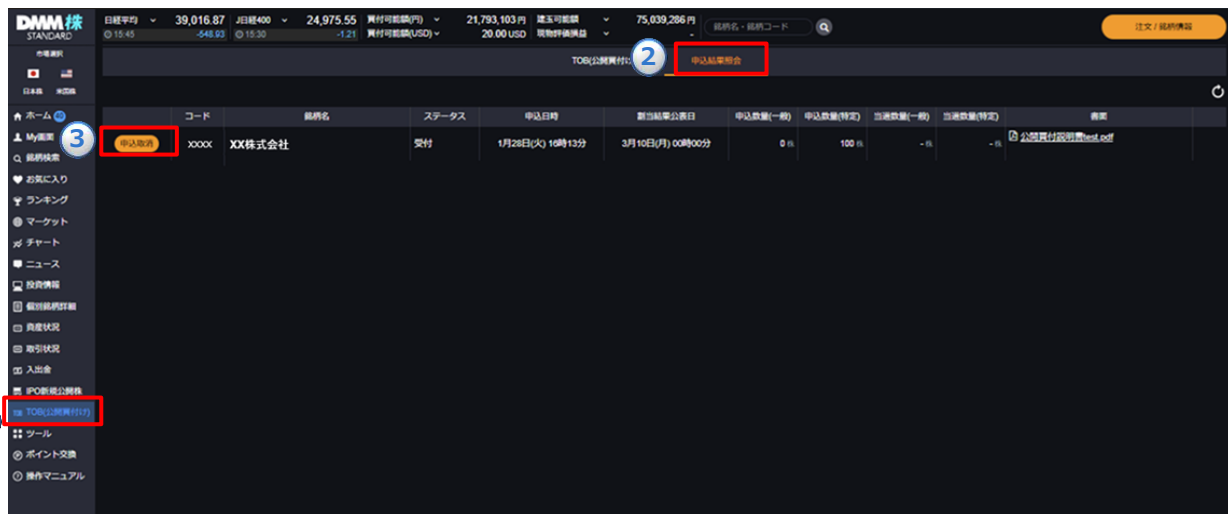 DMM株
STANDARD
日経平均 39,016.87 J日経400 24,975.55 買付可能額(円) 21,793,103円 建玉可能額 75,039,286円 銘柄名・銘柄コード 注文 / 銘柄情報
15:45 -548.93 15:30 -1.21 買付可能額(USD) 20.00 USD 現物評価損益 -
市場選択
日本株 米国株
TOB(公開買付け 2 申込結果照会
ホーム 40
My画面
銘柄検索
お気に入り
ランキング
マーケット
チャート
ニュース
投資情報
個別銘柄詳細
資産状況
取引状況
入出金
IPO新規公開株
TOB(公開買付け)
ツール
ポイント交換
操作マニュアル
コード 銘柄名 ステータス 申込日時 割当結果公表日 申込数量(一般) 申込数量(特定) 当選数量(一般) 当選数量(特定) 書面
3 申込取消 xxxx XX株式会社 受付 1月28日(火) 16時13分 3月10日(月) 00時00分 0 株 100 株 - 株 - 株 公開買付説明書test.pdf